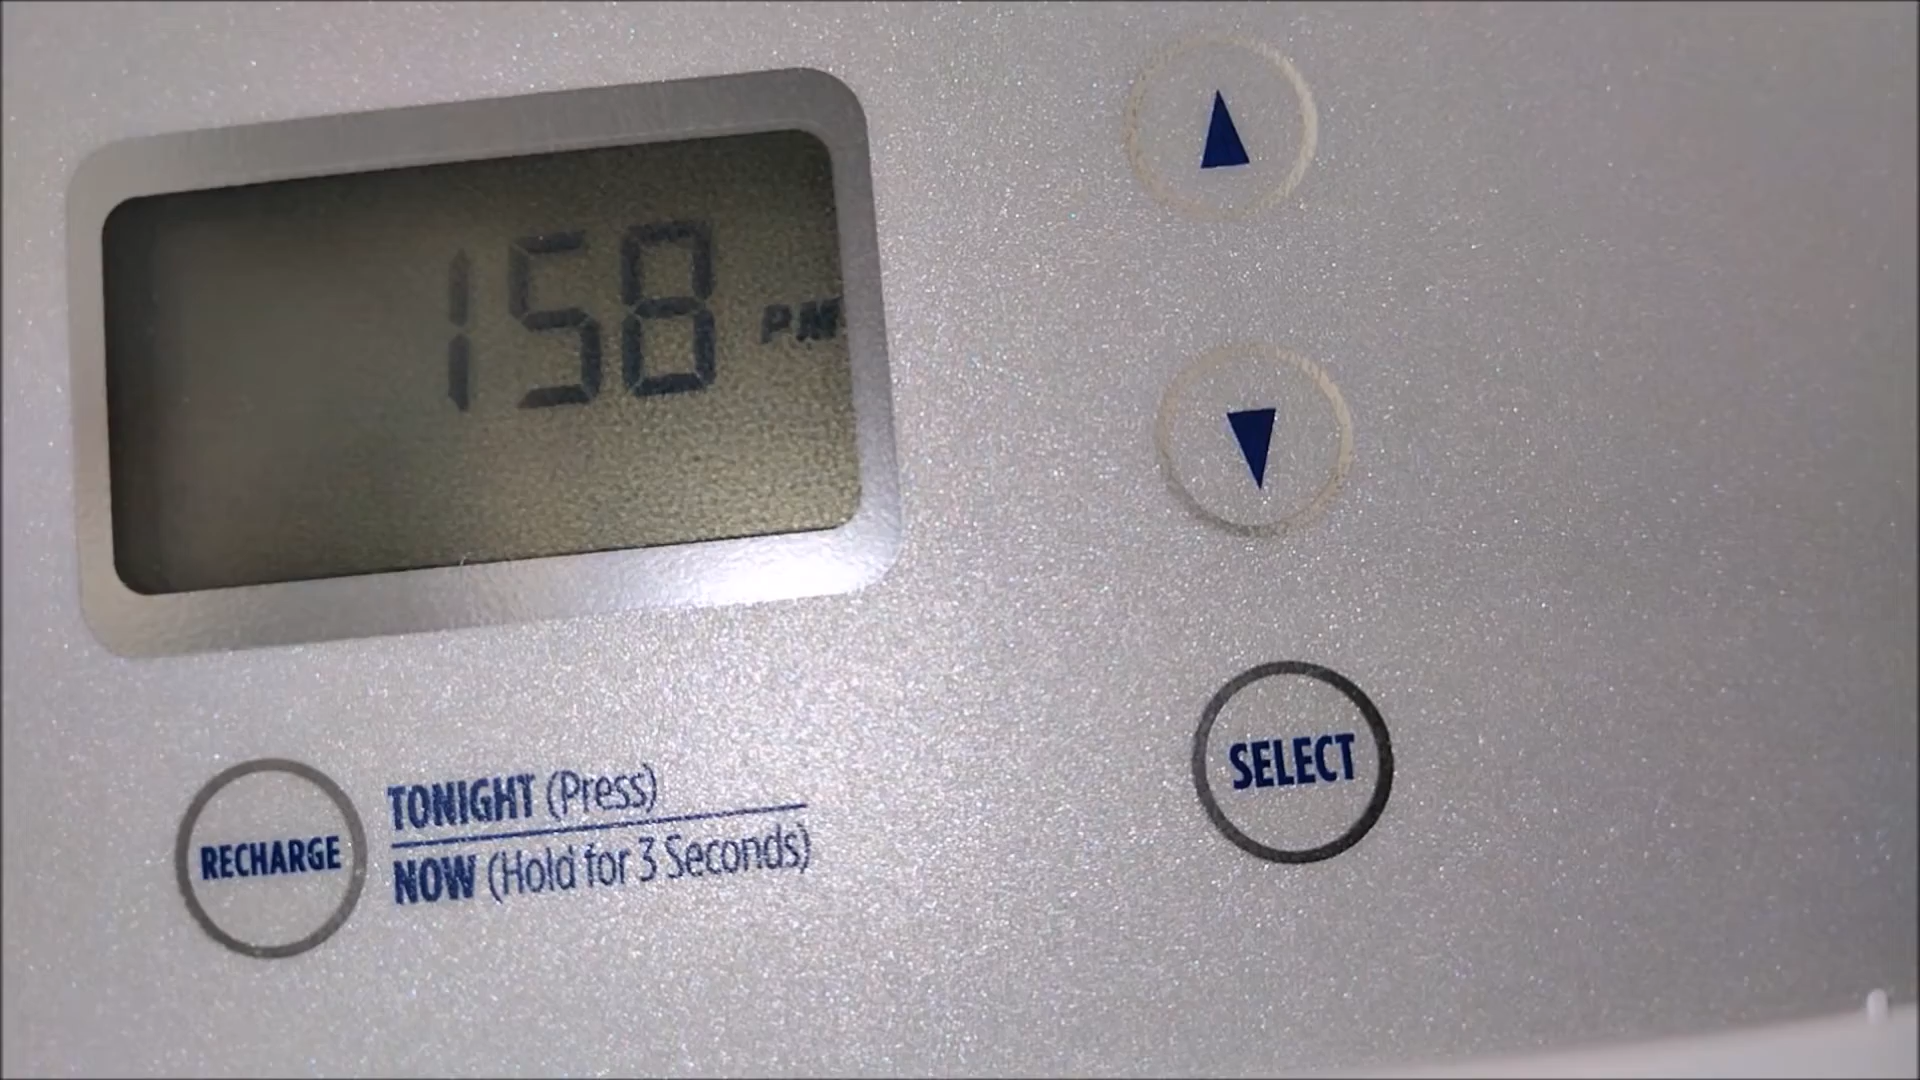 158 PM
TONIGHT (Press)
RECHARGE
NOW (Hold for 3 Seconds)
SELECT